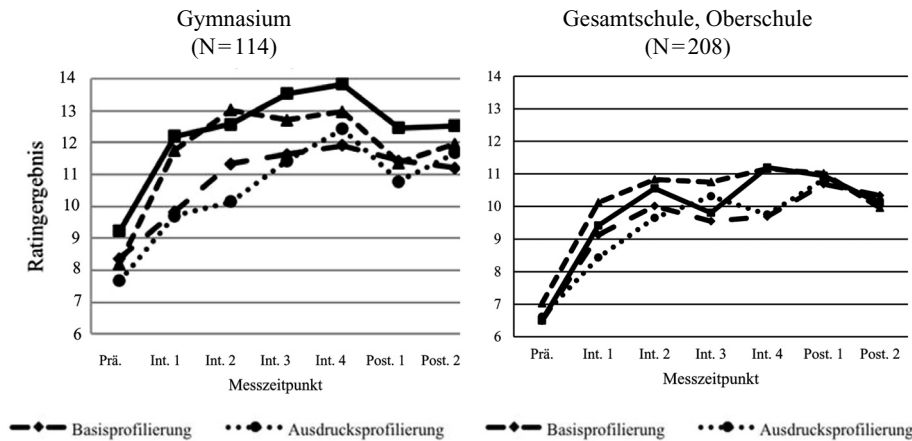 Gymnasium
(N=114)
Gesamtschule, Oberschule
(N=208)
Ratingergebnis
14
13
12
11
10
9
8
7
6
Prä. Int. 1 Int. 2 Int. 3 Int. 4 Post. 1 Post. 2
Messzeitpunkt
14
13
12
11
10
9
8
7
6
Prä. Int. 1 Int. 2 Int. 3 Int. 4 Post. 1 Post. 2
Messzeitpunkt
Basisprofilierung Ausdrucksprofilierung Basisprofilierung Ausdrucksprofilierung